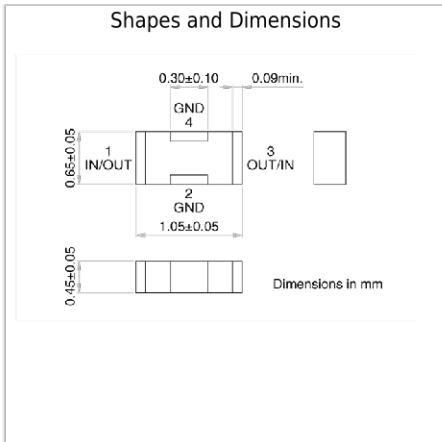 Shapes and Dimensions
0.30±0.10
0.09min.
GND
4
1
IN/OUT
3
OUT/IN
0.65±0.05
2
GND
1.05±0.05
0.45±0.05
Dimensions in mm